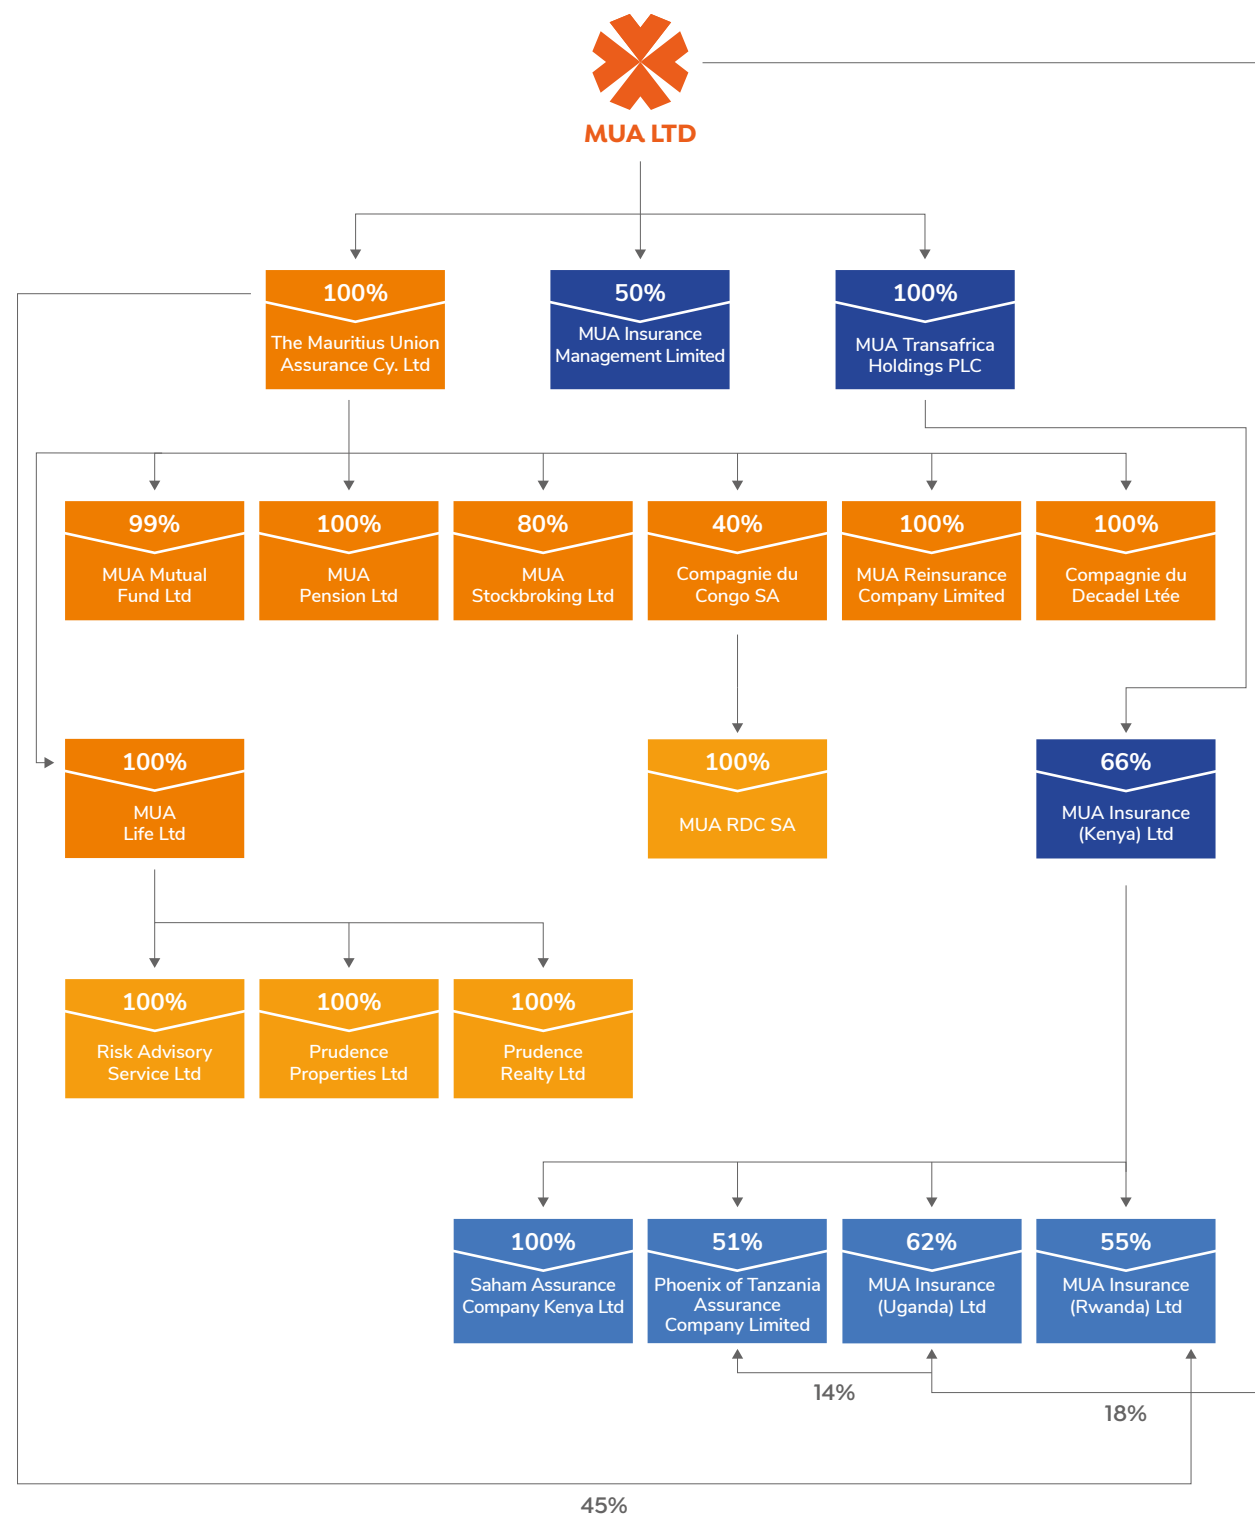 MUA LTD
100%
The Mauritius Union
Assurance Cy. Ltd
50%
MUA Insurance
Management Limited
100%
MUA Transafrica
Holdings PLC
99%
MUA Mutual
Fund Ltd
100%
MUA
Pension Ltd
80%
MUA
Stockbroking Ltd
40%
Compagnie du
Congo SA
100%
MUA Reinsurance
Company Limited
100%
Compagnie du
Decadel Ltée
100%
MUA
Life Ltd
100%
MUA RDC SA
66%
MUA Insurance
(Kenya) Ltd
100%
Risk Advisory
Service Ltd
100%
Prudence
Properties Ltd
100%
Prudence
Realty Ltd
100%
Saham Assurance
Company Kenya Ltd
51%
Phoenix of Tanzania
Assurance
Company Limited
62%
MUA Insurance
(Uganda) Ltd
55%
MUA Insurance
(Rwanda) Ltd
14%
18%
45%